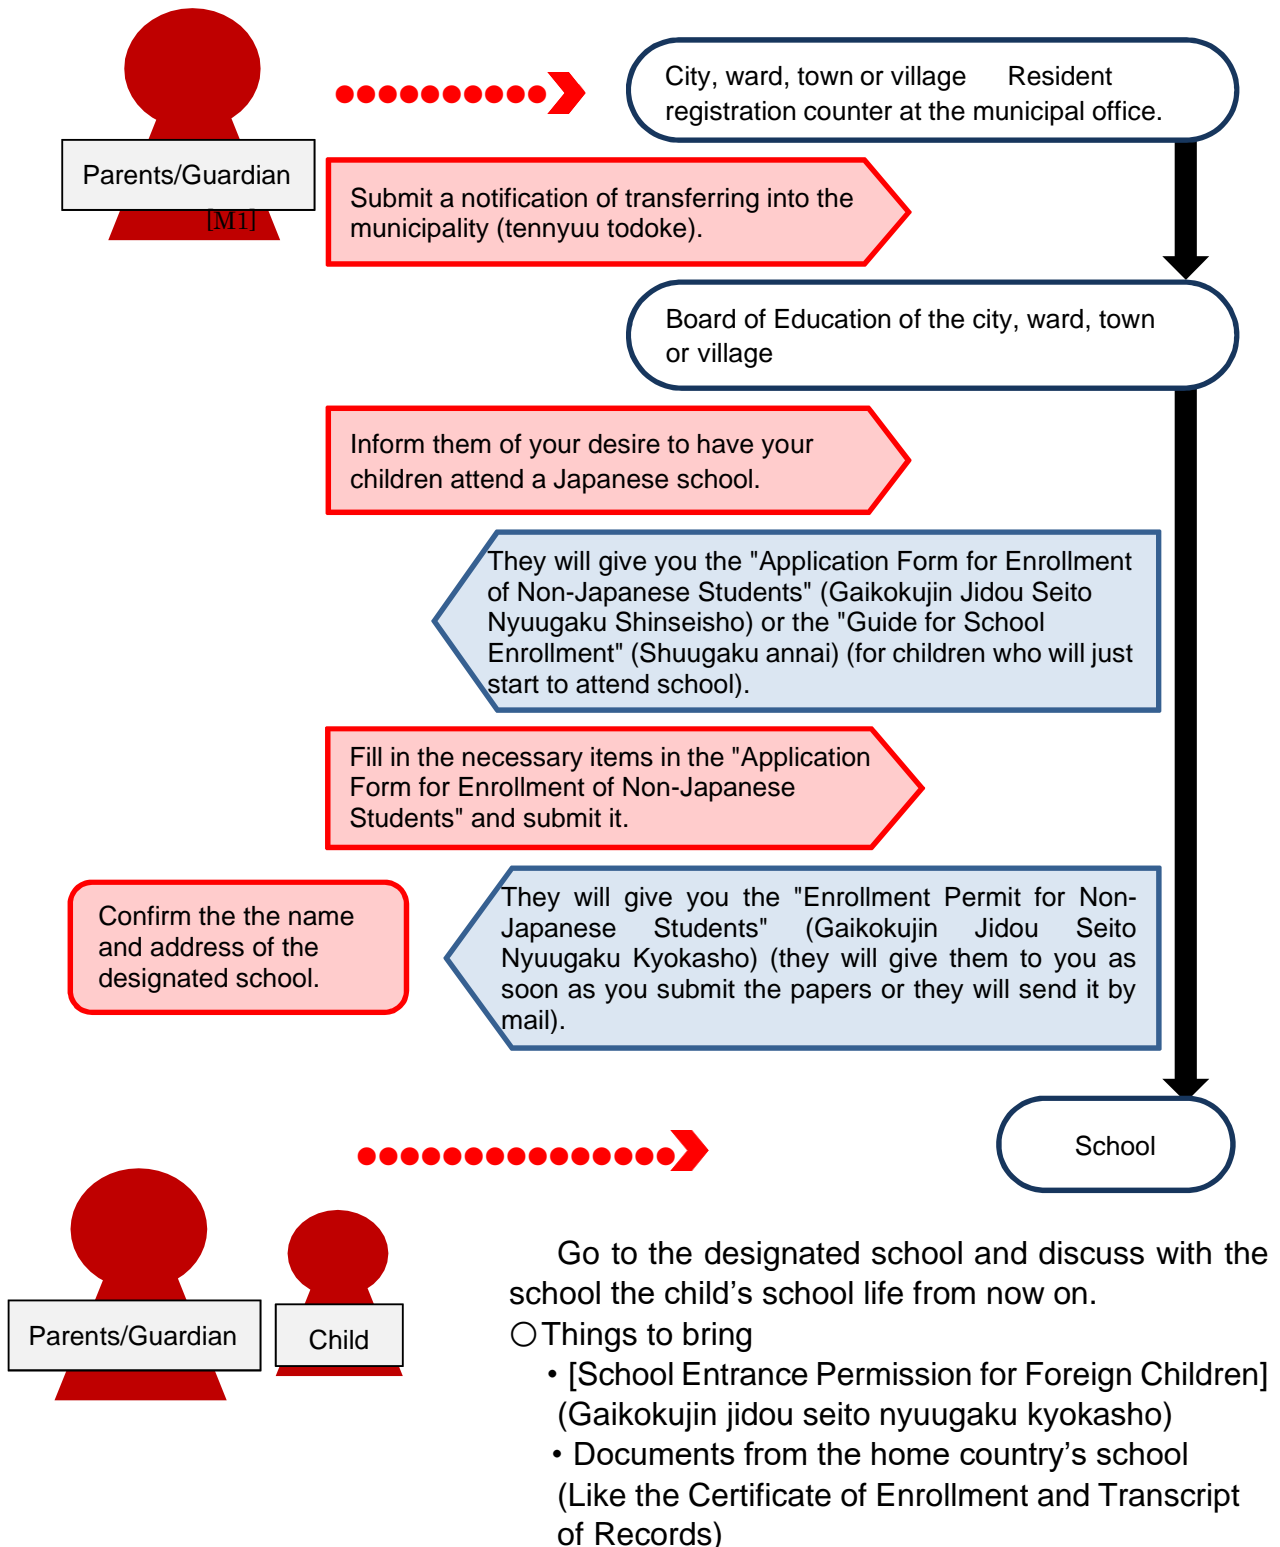 City, ward, town or village Resident
registration counter at the municipal office.
Parents/Guardian
[M1]
Submit a notification of transferring into the
municipality (tennyuu todoke).
Board of Education of the city, ward, town
or village
Inform them of your desire to have your
children attend a Japanese school.
They will give you the "Application Form for Enrollment
of Non-Japanese Students" (Gaikokujin Jidou Seito
Nyuugaku Shinseisho) or the "Guide for School
Enrollment" (Shuugaku annai) (for children who will just
start to attend school).
Fill in the necessary items in the "Application
Form for Enrollment of Non-Japanese
Students" and submit it.
Confirm the the name
and address of the
designated school.
They will give you the "Enrollment Permit for Non-
Japanese Students" (Gaikokujin Jidou Seito
Nyuugaku Kyokasho) (they will give them to you as
soon as you submit the papers or they will send it by
mail).
School
Parents/Guardian
Child
Go to the designated school and discuss with the
school the child’s school life from now on.
○Things to bring
・[School Entrance Permission for Foreign Children]
(Gaikokujin jidou seito nyuugaku kyokasho)
・Documents from the home country’s school
(Like the Certificate of Enrollment and Transcript
of Records)